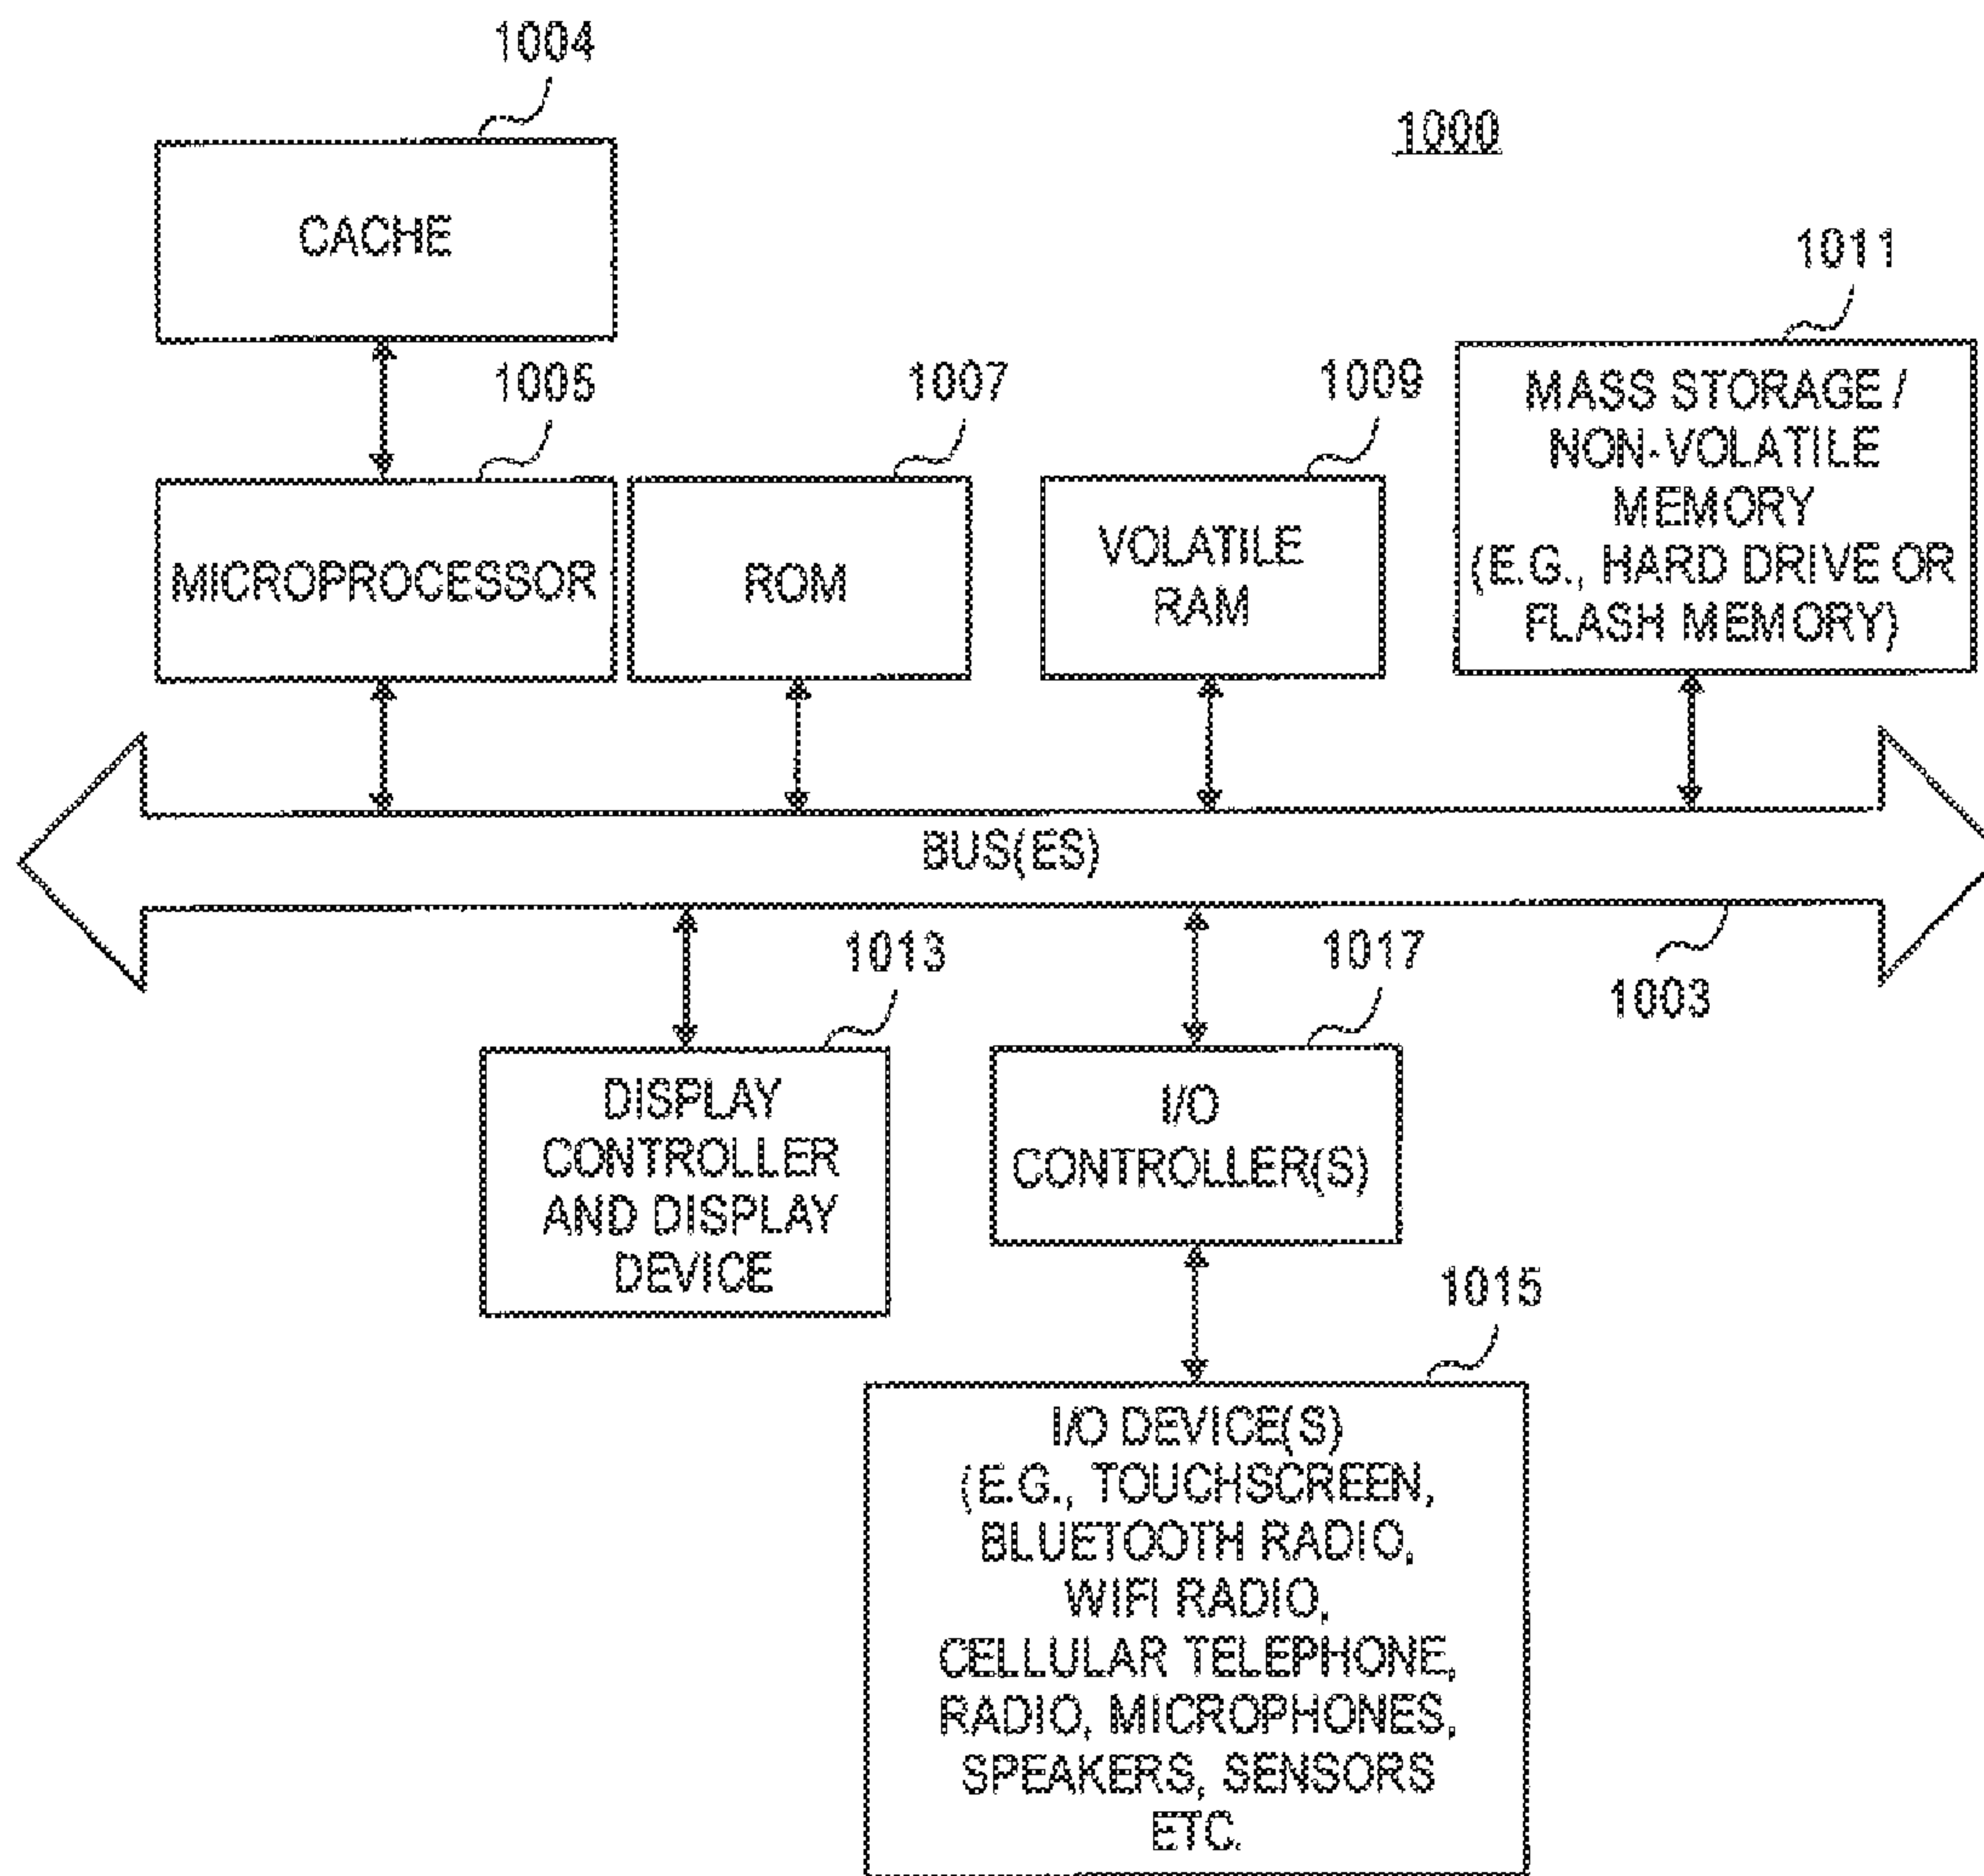 1004
1000
CACHE
1011
1005
1007
1009
MASS STORAGE /
NON-VOLATILE
MEMORY
(E.G., HARD DRIVE OR
FLASH MEMORY)
MICROPROCESSOR
ROM
VOLATILE
RAM
BUS(ES)
1013
1017
1003
DISPLAY
CONTROLLER
AND DISPLAY
DEVICE
I/O
CONTROLLER(S)
1015
I/O DEVICE(S)
(E.G., TOUCHSCREEN,
BLUETOOTH RADIO,
WIFI RADIO,
CELLULAR TELEPHONE,
RADIO, MICROPHONES,
SPEAKERS, SENSORS
ETC.